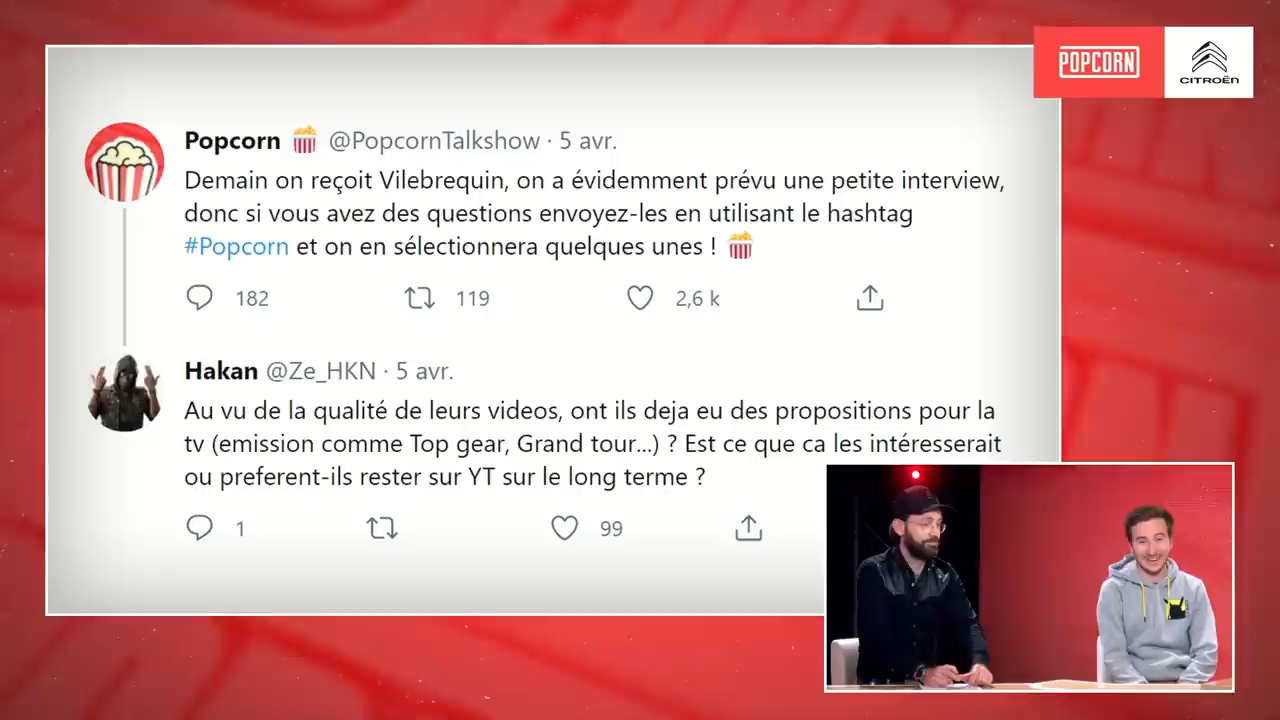 POPCORN
CITROËN
Popcorn 🍿 @PopcornTalkshow · 5 avr.
Demain on reçoit Vilebrequin, on a évidemment prévu une petite interview,
donc si vous avez des questions envoyez-les en utilisant le hashtag
#Popcorn et on en sélectionnera quelques unes ! 🍿
182 119 2,6 k
Hakan @Ze_HKN · 5 avr.
Au vu de la qualité de leurs videos, ont ils deja eu des propositions pour la
tv (emission comme Top gear, Grand tour...) ? Est ce que ca les intéresserait
ou preferent-ils rester sur YT sur le long terme ?
1 99